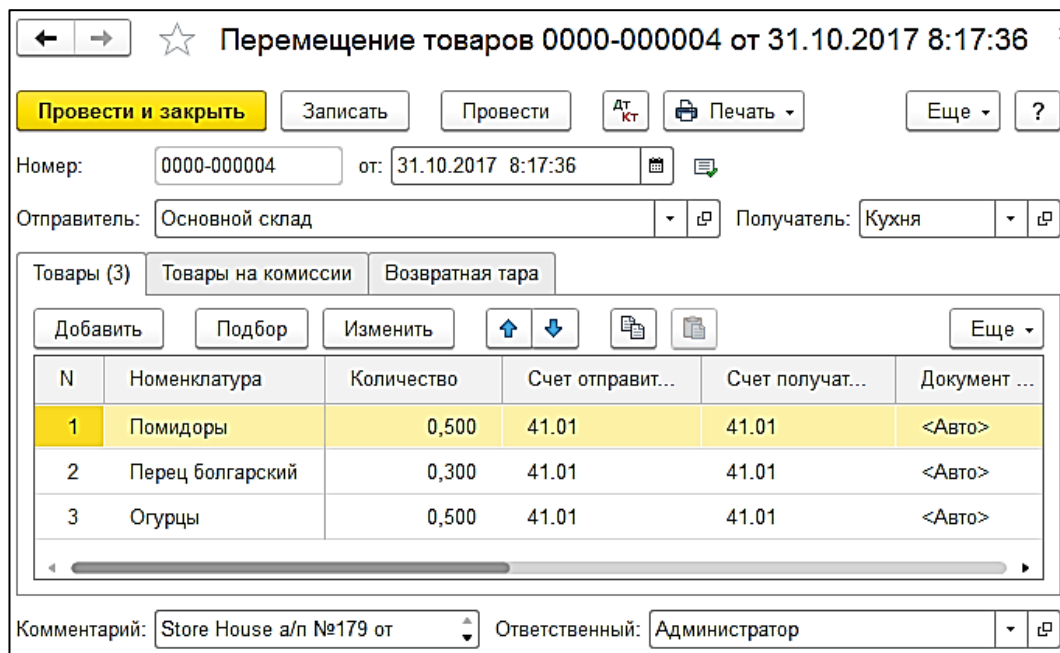 Перемещение товаров 0000-000004 от 31.10.2017 8:17:36
Провести и закрыть Записать Провести Дт Кт Печать Еще ?
Номер: 0000-000004 от: 31.10.2017 8:17:36
Отправитель: Основной склад Получатель: Кухня
Товары (3) Товары на комиссии Возвратная тара
Добавить Подбор Изменить Еще
N Номенклатура Количество Счет отправит... Счет получат... Документ ...
1 Помидоры 0,500 41.01 41.01 <Авто>
2 Перец болгарский 0,300 41.01 41.01 <Авто>
3 Огурцы 0,500 41.01 41.01 <Авто>
Комментарий: Store House а/п №179 от Ответственный: Администратор